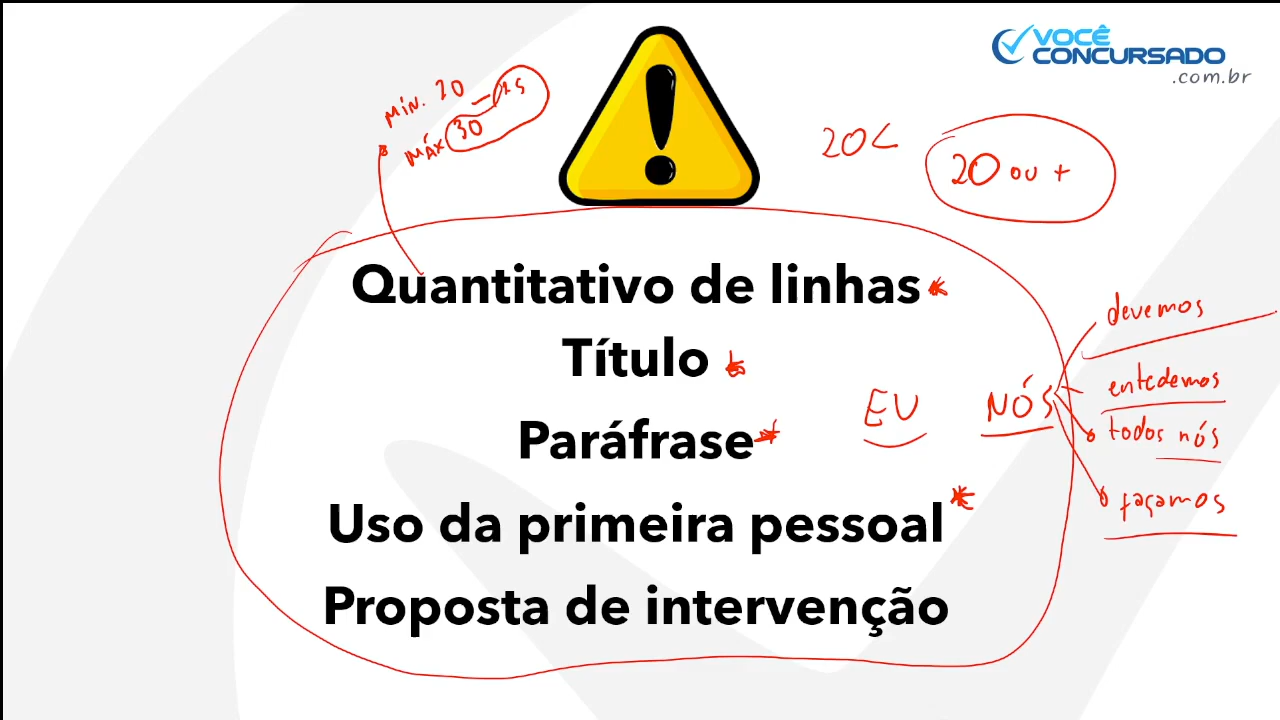 VOCÊ
CONCURSADO
.com.br
MÍN. 20 – 25
MÁX 30
20 <
20 ou +
Quantitativo de linhas
Título
Paráfrase
Uso da primeira pessoal
Proposta de intervenção
EU NÓS
devemos
entedemos
todos nós
façamos